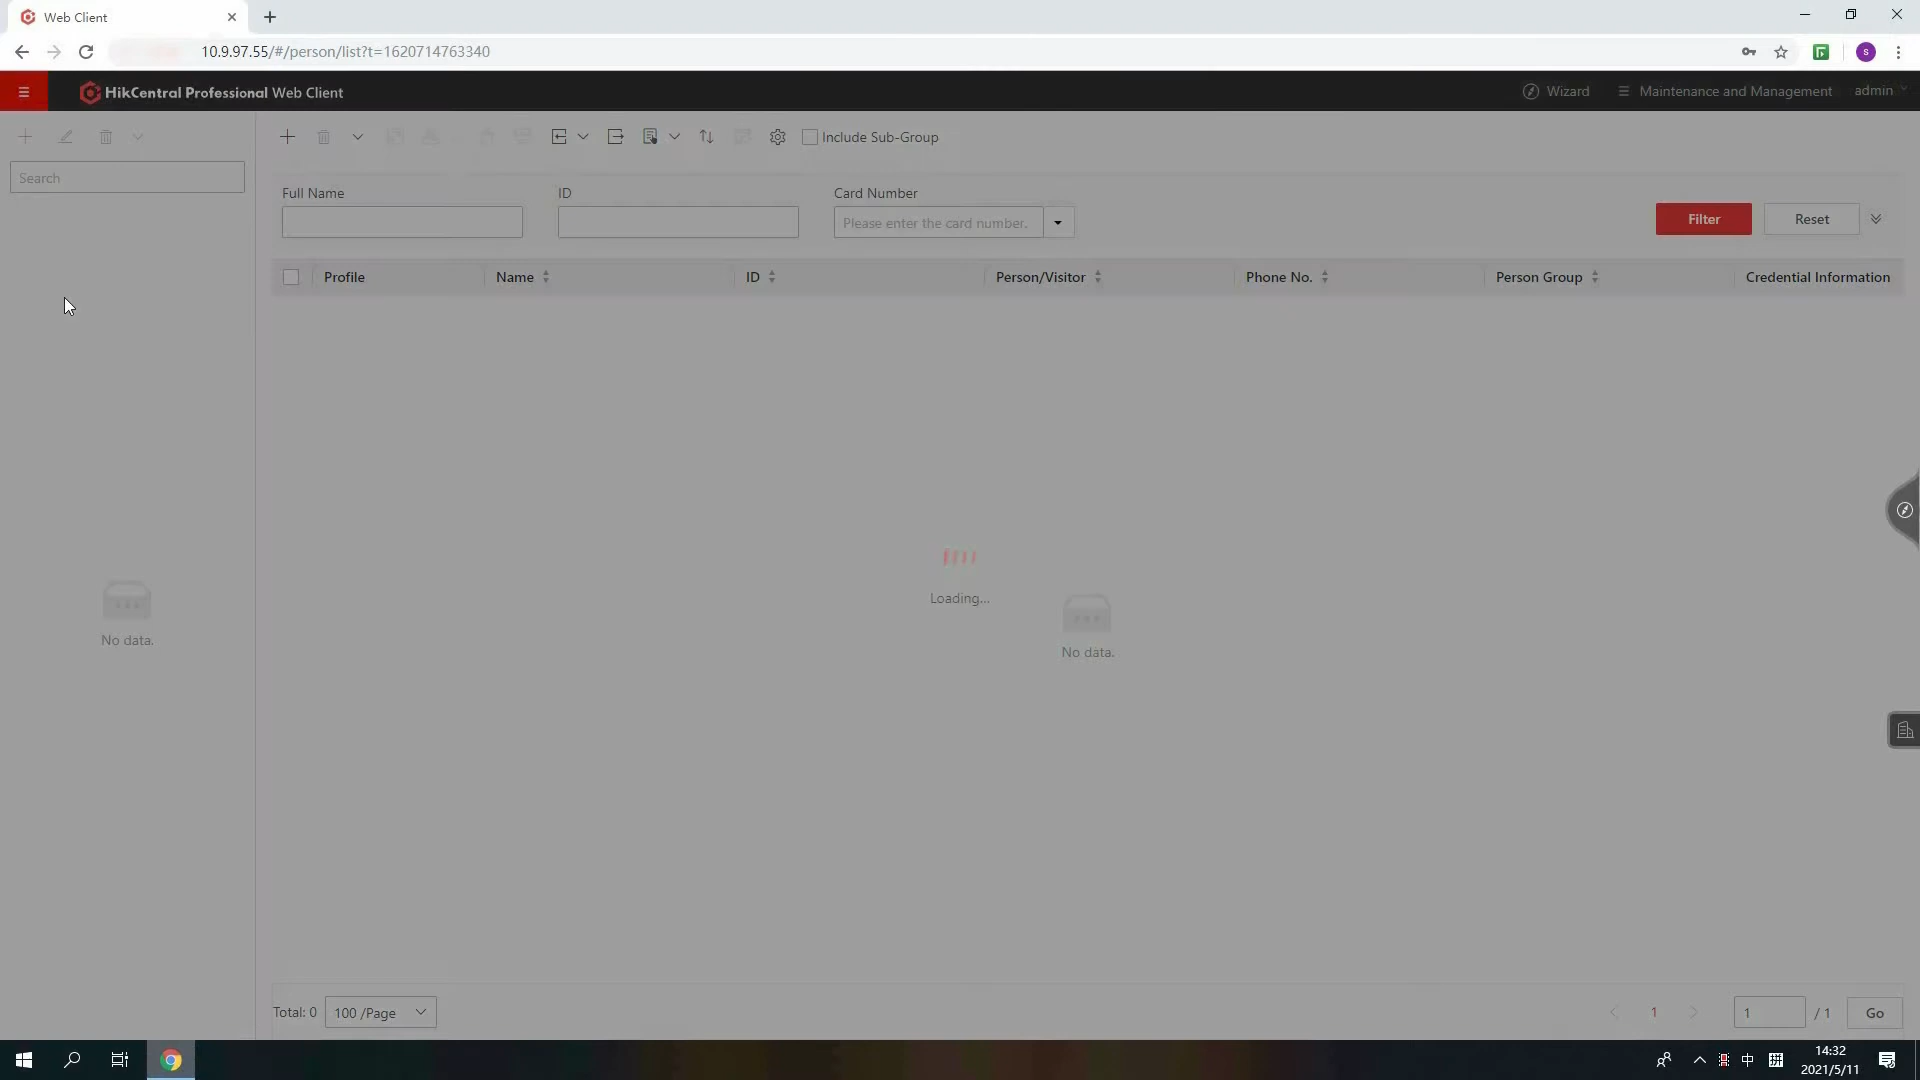 Web Client
10.9.97.55/#/person/list?t=1620714763340
s
HikCentral Professional Web Client
Wizard
Maintenance and Management
admin
Include Sub-Group
Search
Full Name
ID
Card Number
Please enter the card number.
Filter
Reset
Profile
Name
ID
Person/Visitor
Phone No.
Person Group
Credential Information
Loading...
No data.
No data.
Total: 0
100 /Page
1
1
/ 1
Go
中
拼
14:32
2021/5/11